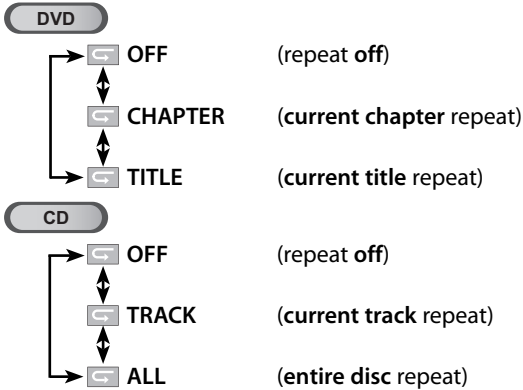 DVD
OFF (repeat off)
CHAPTER (current chapter repeat)
TITLE (current title repeat)
CD
OFF (repeat off)
TRACK (current track repeat)
ALL (entire disc repeat)